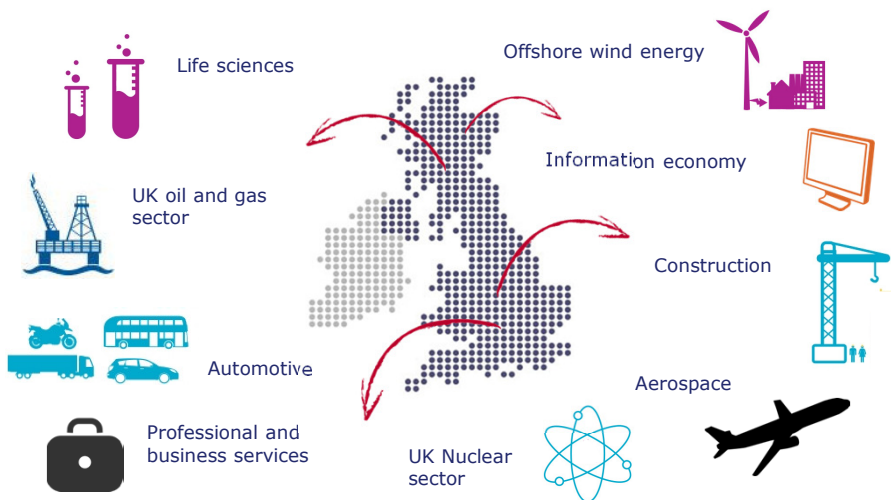 Life sciences
Offshore wind energy
Information economy
UK oil and gas
sector
Construction
Automotive
Aerospace
Professional and
business services
UK Nuclear
sector